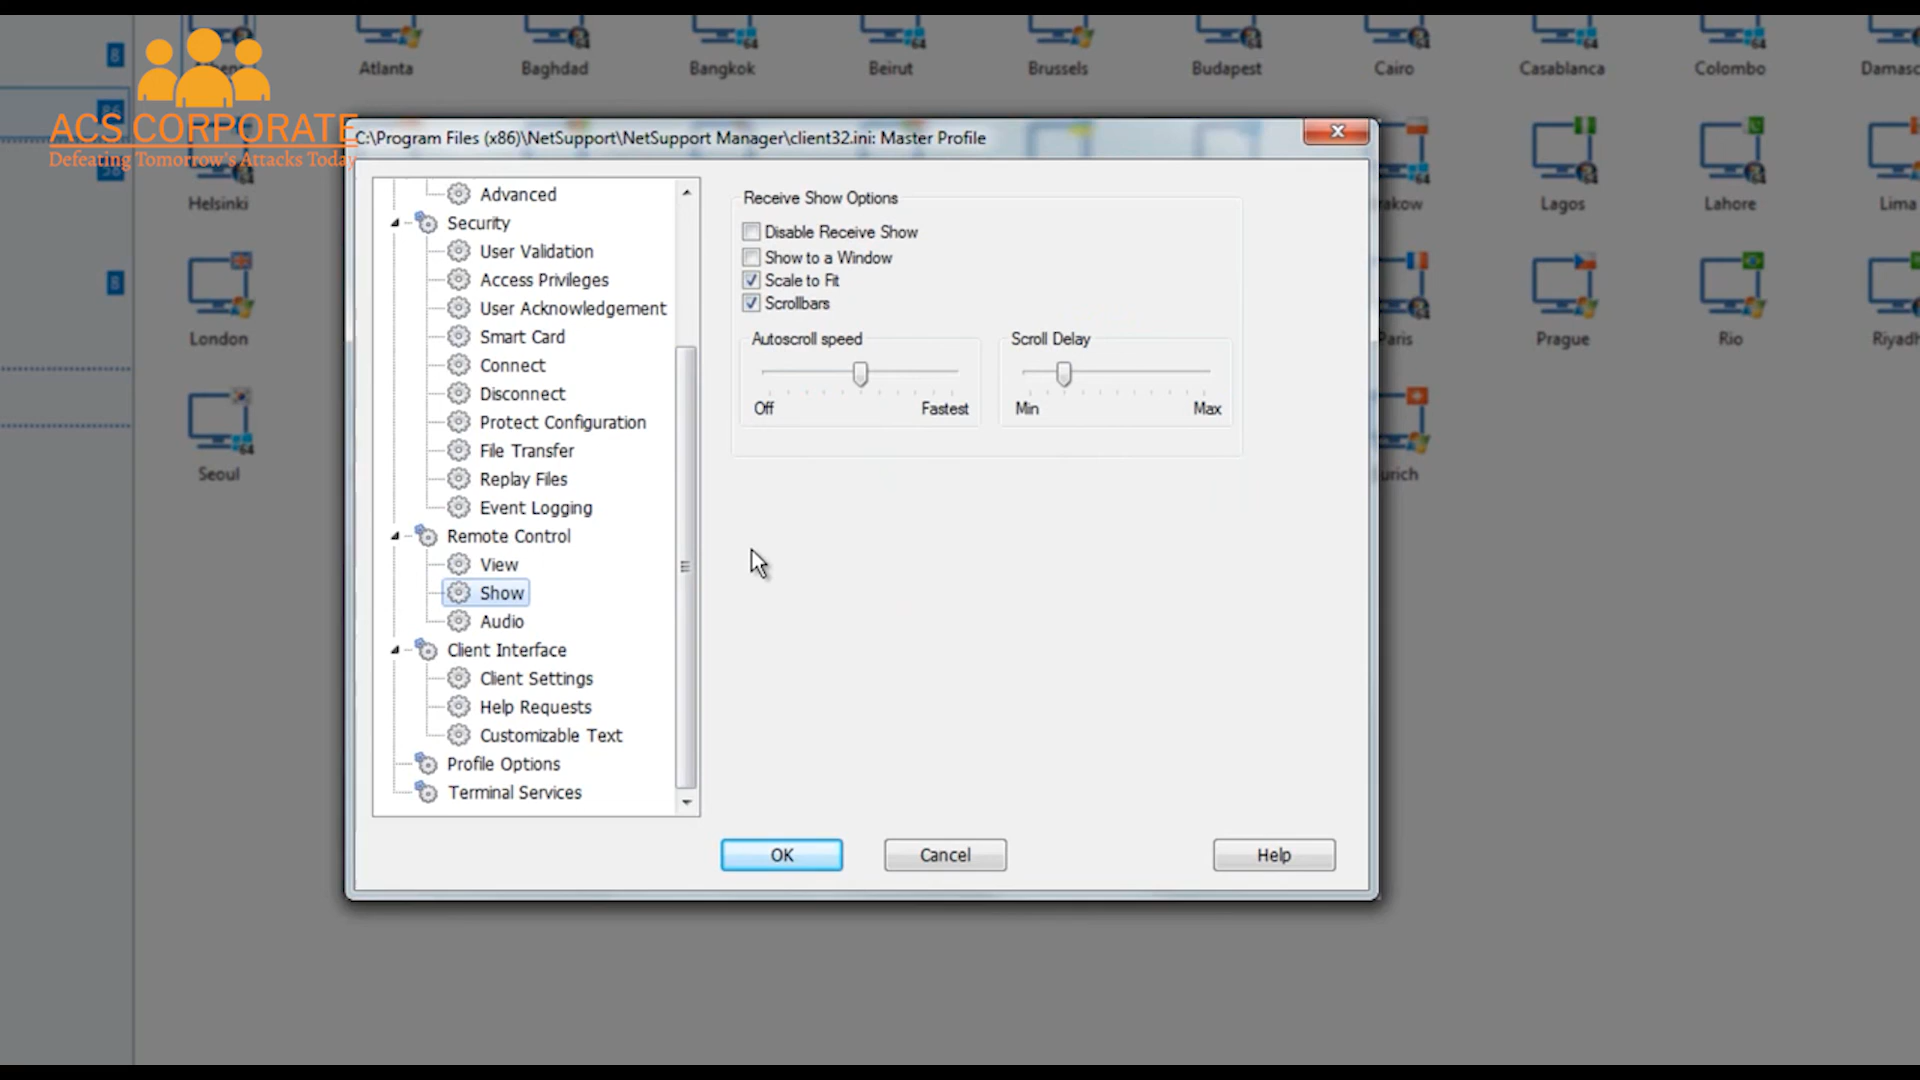 8
Atlanta
Baghdad
Bangkok
Beirut
Brussels
Budapest
Cairo
Casablanca
Colombo
ACS CORPORATE
Defeating Tomorrow's Attacks Today
C:\Program Files (x86)\NetSupport\NetSupport Manager\client32.ini: Master Profile
Helsinki
Lagos
Lahore
Lima
8
London
Prague
Rio
Seoul
Advanced
Security
User Validation
Access Privileges
User Acknowledgement
Smart Card
Connect
Disconnect
Protect Configuration
File Transfer
Replay Files
Event Logging
Remote Control
View
Show
Audio
Client Interface
Client Settings
Help Requests
Customizable Text
Profile Options
Terminal Services
Receive Show Options
Disable Receive Show
Show to a Window
Scale to Fit
Scrollbars
Autoscroll speed
Off
Fastest
Scroll Delay
Min
Max
OK
Cancel
Help